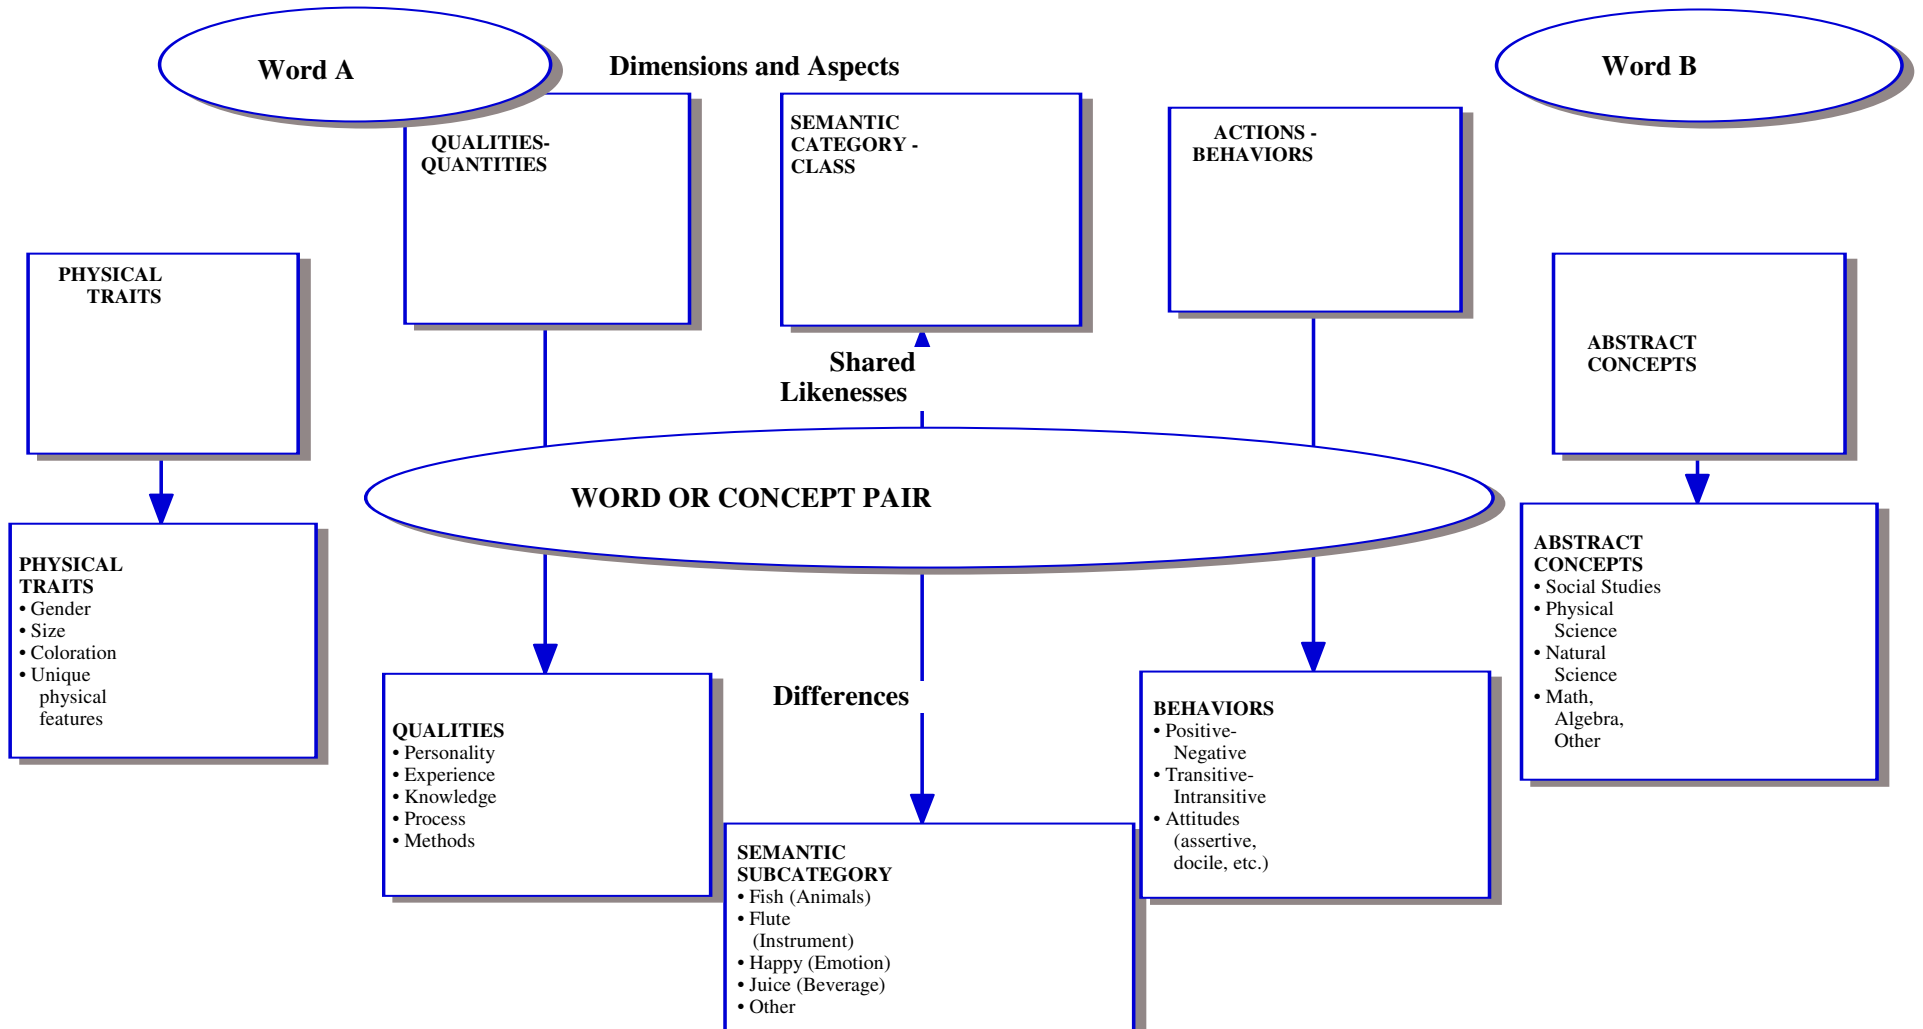 Word A
Dimensions and Aspects
Word B
QUALITIES-
QUANTITIES
SEMANTIC
CATEGORY -
CLASS
ACTIONS -
BEHAVIORS
PHYSICAL
TRAITS
ABSTRACT
CONCEPTS
Shared
Likenesses
WORD OR CONCEPT PAIR
PHYSICAL
TRAITS
• Gender
• Size
• Coloration
• Unique
physical
features
QUALITIES
• Personality
• Experience
• Knowledge
• Process
• Methods
Differences
SEMANTIC
SUBCATEGORY
• Fish (Animals)
• Flute
(Instrument)
• Happy (Emotion)
• Juice (Beverage)
• Other
BEHAVIORS
• Positive-
Negative
• Transitive-
Intransitive
• Attitudes
(assertive,
docile, etc.)
ABSTRACT
CONCEPTS
• Social Studies
• Physical
Science
• Natural
Science
• Math,
Algebra,
Other